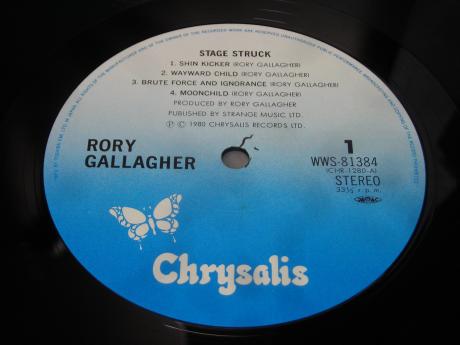 STAGE STRUCK
1. SHIN KICKER (RORY GALLAGHER)
2. WAYWARD CHILD (RORY GALLAGHER)
3. BRUTE FORCE AND IGNORANCE (RORY GALLAGHER)
4. MOONCHILD (RORY GALLAGHER)
PRODUCED BY RORY GALLAGHER
PUBLISHED BY STRANGE MUSIC LTD.
Ⓟ © 1980 CHRYSALIS RECORDS LTD.
RORY
GALLAGHER
1
WWS-81384
(CHR-1280-A)
STEREO
33⅓ r.p.m.
Chrysalis